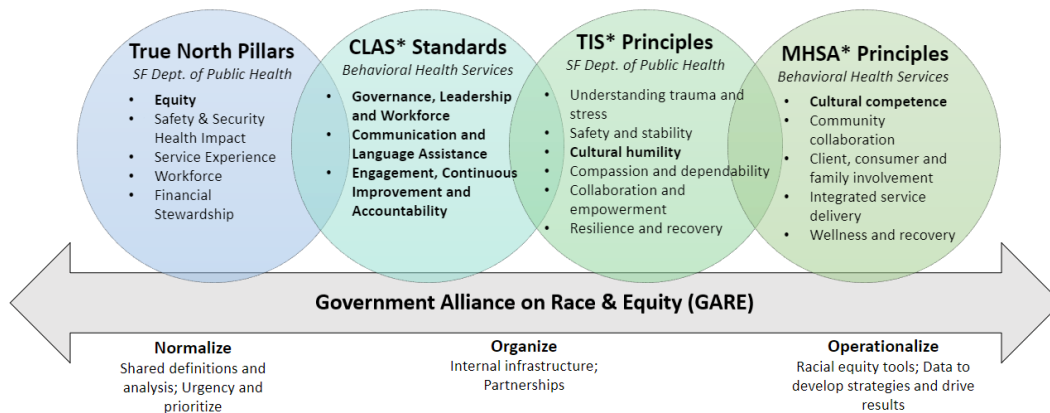 True North Pillars
SF Dept. of Public Health
• Equity
• Safety & Security
Health Impact
• Service Experience
• Workforce
• Financial
Stewardship
CLAS* Standards
Behavioral Health Services
• Governance, Leadership
and Workforce
• Communication and
Language Assistance
• Engagement, Continuous
Improvement and
Accountability
TIS* Principles
SF Dept. of Public Health
• Understanding trauma and
stress
• Safety and stability
• Cultural humility
• Compassion and dependability
• Collaboration and
empowerment
• Resilience and recovery
MHSA* Principles
Behavioral Health Services
• Cultural competence
• Community
collaboration
• Client, consumer and
family involvement
• Integrated service
delivery
• Wellness and recovery
Government Alliance on Race & Equity (GARE)
Normalize
Shared definitions and
analysis; Urgency and
prioritize
Organize
Internal infrastructure;
Partnerships
Operationalize
Racial equity tools; Data to
develop strategies and drive
results